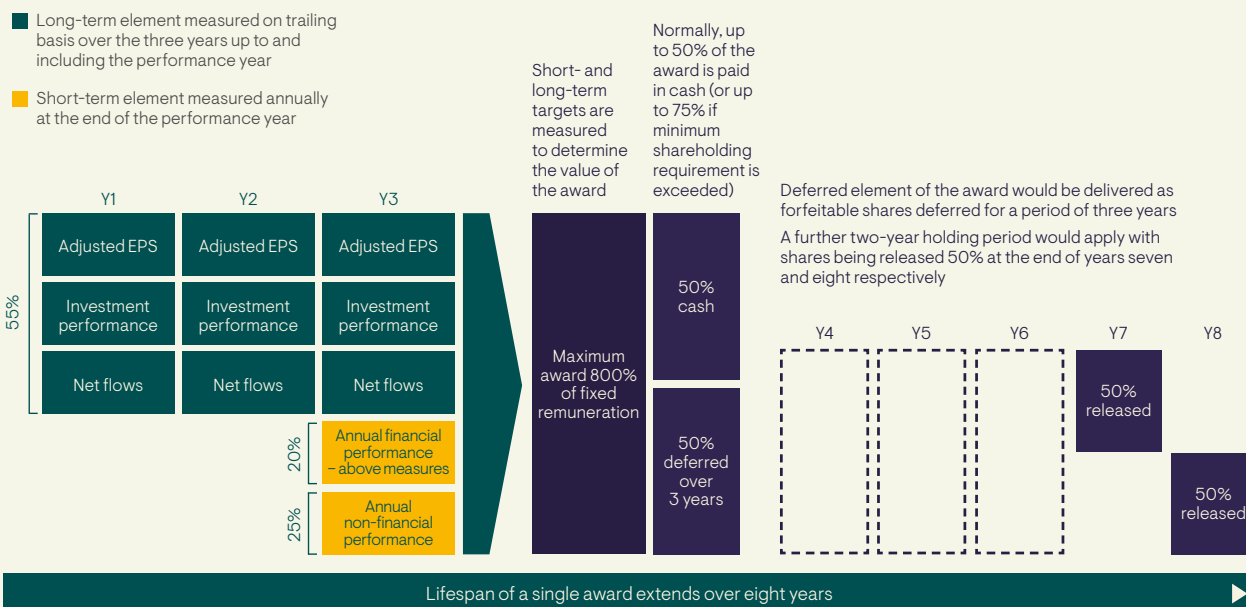 Long-term element measured on trailing
basis over the three years up to and
including the performance year
Short-term element measured annually
at the end of the performance year
Short- and
long-term
targets are
measured
to determine
the value of
the award
Normally, up
to 50% of the
award is paid
in cash (or up
to 75% if
minimum
shareholding
requirement is
exceeded)
Deferred element of the award would be delivered as
forfeitable shares deferred for a period of three years
A further two-year holding period would apply with
shares being released 50% at the end of years seven
and eight respectively
Y1
Y2
Y3
55%
Adjusted EPS
Adjusted EPS
Adjusted EPS
Investment
performance
Investment
performance
Investment
performance
Net flows
Net flows
Net flows
20%
Annual financial
performance
– above measures
25%
Annual
non-financial
performance
Maximum
award 800%
of fixed
remuneration
50%
cash
50%
deferred
over
3 years
Y4
Y5
Y6
Y7
Y8
50%
released
50%
released
Lifespan of a single award extends over eight years